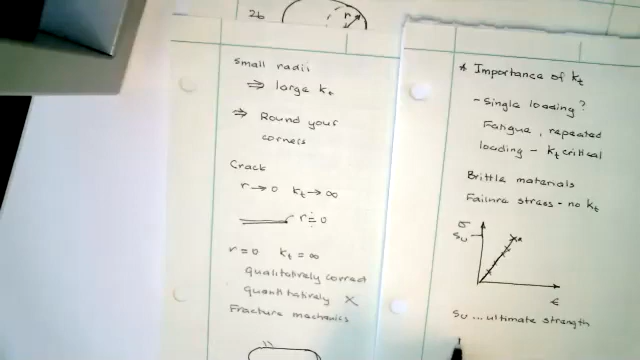 26
r
small radii
⇒ large kt
⇒ Round your
corners
Crack
r → 0 kt → ∞
r ≐ 0
r = 0 kt = ∞
qualitatively correct
quantitatively X
Fracture mechanics
* Importance of kt
- Single loading?
Fatigue, repeated
loading - kt critical
Brittle materials
Failure stress - no kt
σ
Su
ε
Su ... ultimate strength